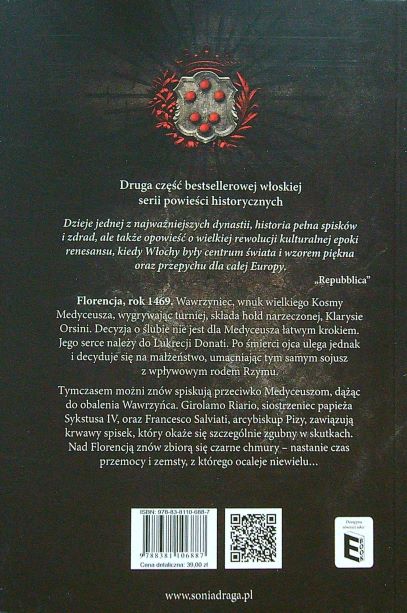 Druga część bestsellerowej włoskiej
serii powieści historycznych
Dzieje jednej z najważniejszych dynastii, historia pełna spisków
i zdrad, ale także opowieść o wielkiej rewolucji kulturalnej epoki
renesansu, kiedy Włochy były centrum świata i wzorem piękna
oraz przepychu dla całej Europy.
„Repubblica”
Florencja, rok 1469. Wawrzyniec, wnuk wielkiego Kosmy
Medyceusza, wygrywając turniej, składa hołd narzeczonej, Klarysie
Orsini. Decyzja o ślubie nie jest dla Medyceusza łatwym krokiem.
Jego serce należy do Lukrecji Donati. Po śmierci ojca ulega jednak
i decyduje się na małżeństwo, umacniając tym samym sojusz
z wpływowym rodem Rzymu.
Tymczasem możni znów spiskują przeciwko Medyceuszom, dążąc
do obalenia Wawrzyńca. Girolamo Riario, siostrzeniec papieża
Sykstusa IV, oraz Francesco Salviati, arcybiskup Pizy, zawiązują
krwawy spisek, który okaże się szczególnie zgubny w skutkach.
Nad Florencją znów zbiorą się czarne chmury – nastanie czas
przemocy i zemsty, z którego ocaleje niewielu…
ISBN: 978-83-8110-688-7
9 788381 106887
Cena detaliczna: 39,00 zł
www.soniadraga.pl